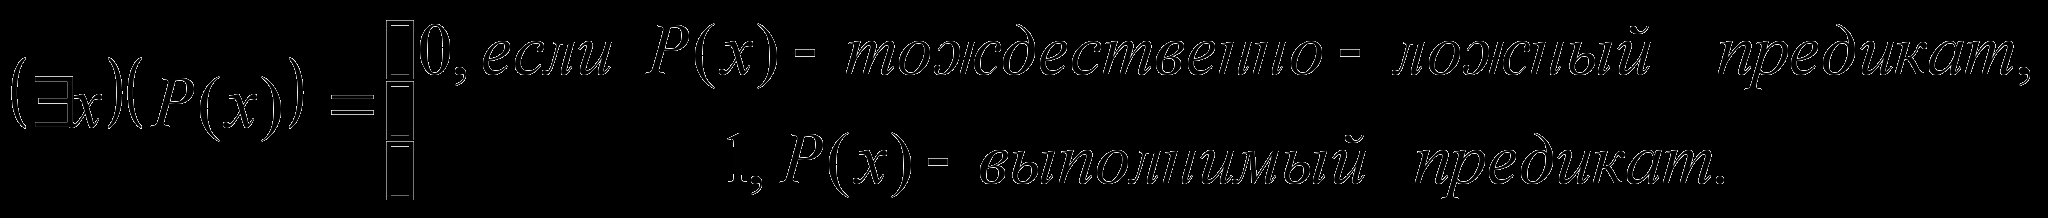 (∃x)(P(x)) = { 0, если P(x) - тождественно - ложный предикат,
1, P(x) - выполнимый предикат.